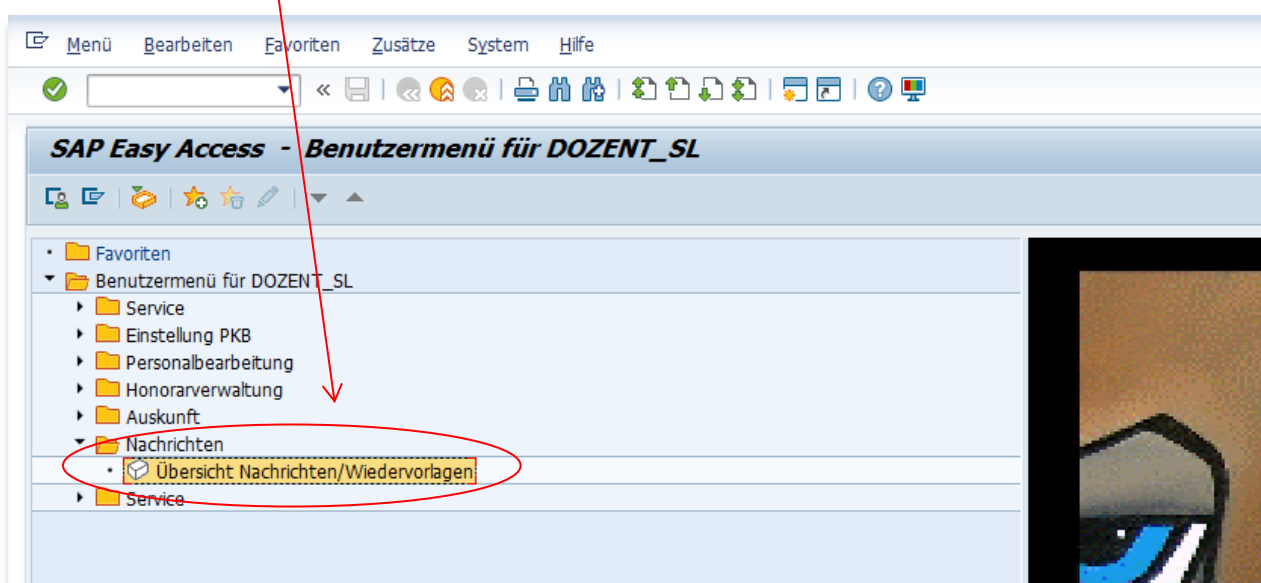 Menü Bearbeiten Favoriten Zusätze System Hilfe
SAP Easy Access - Benutzermenü für DOZENT_SL
Favoriten
Benutzermenü für DOZENT_SL
Service
Einstellung PKB
Personalbearbeitung
Honorarverwaltung
Auskunft
Nachrichten
Übersicht Nachrichten/Wiedervorlagen
Service